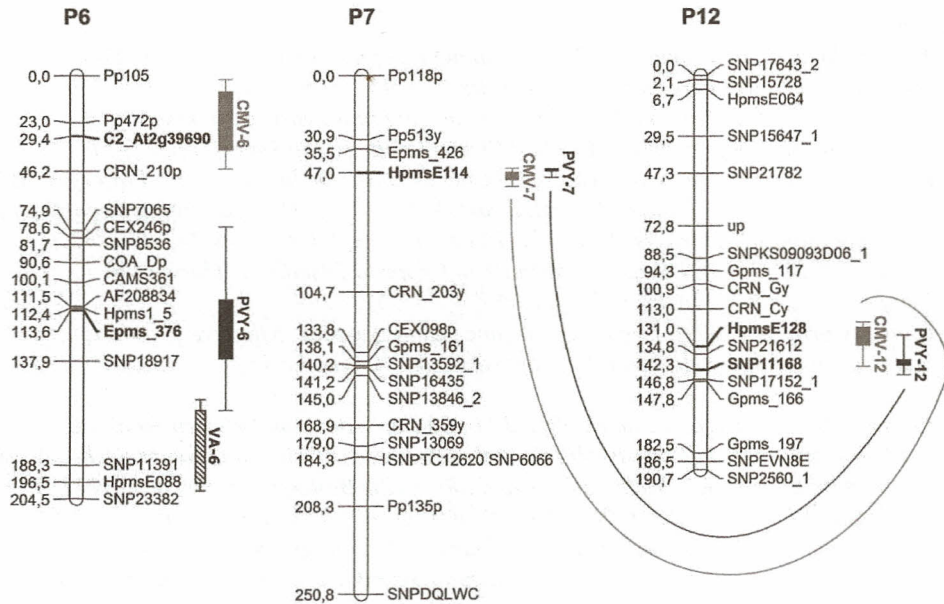 P6
0,0 Pp105
23,0 Pp472p
29,4 C2_At2g39690
46,2 CRN_210p
74,9 SNP7065
78,6 CEX246p
81,7 SNP8536
90,6 COA_Dp
100,1 CAMS361
111,5 AF208834
112,4 Hpms1_5
113,6 Epms_376
137,9 SNP18917
188,3 SNP11391
196,5 HpmsE088
204,5 SNP23382
CMV-6
PVY-6
VA-6
P7
0,0 Pp118p
30,9 Pp513y
35,5 Epms_426
47,0 HpmsE114
104,7 CRN_203y
133,8 CEX098p
138,1 Gpms_161
140,2 SNP13592_1
141,2 SNP16435
145,0 SNP13846_2
168,9 CRN_359y
179,0 SNP13069
184,3 SNPTC12620 SNP6066
208,3 Pp135p
250,8 SNPDQLWC
CMV-7
PVY-7
P12
0,0 SNP17643_2
2,1 SNP15728
6,7 HpmsE064
29,5 SNP15647_1
47,3 SNP21782
72,8 up
88,5 SNPKS09093D06_1
94,3 Gpms_117
100,9 CRN_Gy
113,0 CRN_Cy
131,0 HpmsE128
134,8 SNP21612
142,3 SNP11168
146,8 SNP17152_1
147,8 Gpms_166
182,5 Gpms_197
186,5 SNPEVN8E
190,7 SNP2560_1
CMV-12
PVY-12